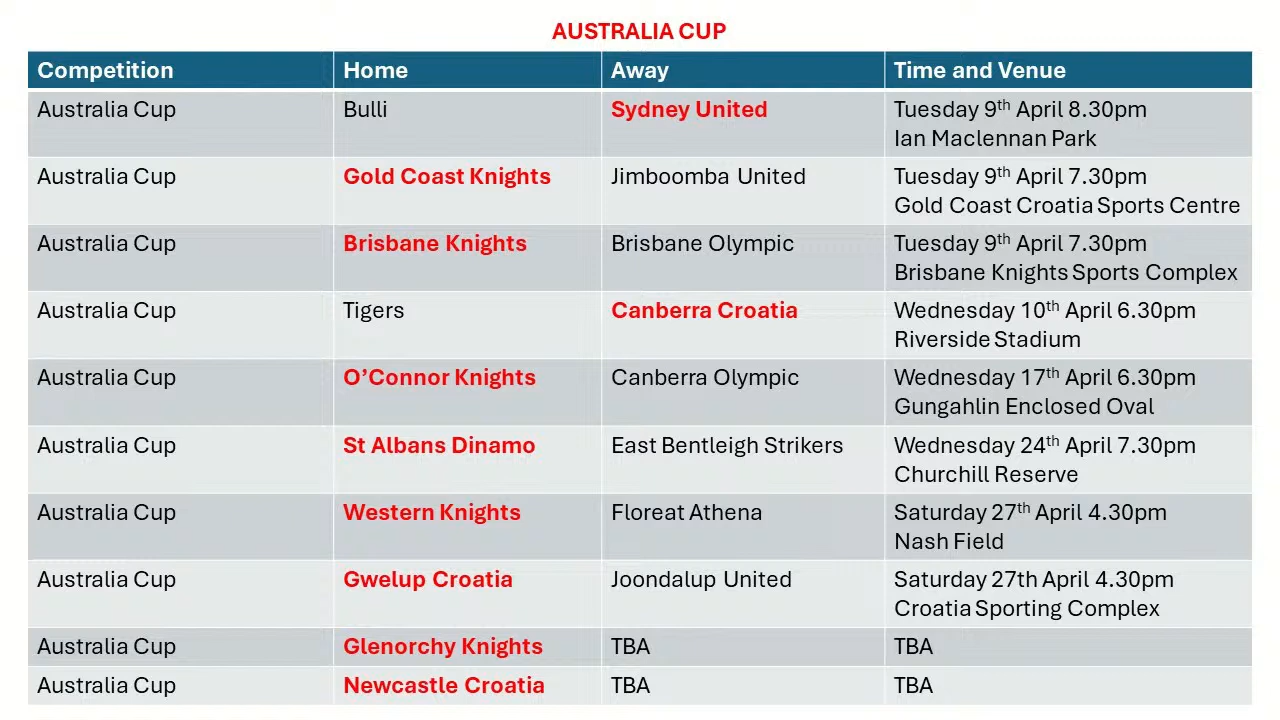 AUSTRALIA CUP
Competition Home Away Time and Venue
Australia Cup Bulli Sydney United Tuesday 9th April 8.30pm
Ian Maclennan Park
Australia Cup Gold Coast Knights Jimboomba United Tuesday 9th April 7.30pm
Gold Coast Croatia Sports Centre
Australia Cup Brisbane Knights Brisbane Olympic Tuesday 9th April 7.30pm
Brisbane Knights Sports Complex
Australia Cup Tigers Canberra Croatia Wednesday 10th April 6.30pm
Riverside Stadium
Australia Cup O’Connor Knights Canberra Olympic Wednesday 17th April 6.30pm
Gungahlin Enclosed Oval
Australia Cup St Albans Dinamo East Bentleigh Strikers Wednesday 24th April 7.30pm
Churchill Reserve
Australia Cup Western Knights Floreat Athena Saturday 27th April 4.30pm
Nash Field
Australia Cup Gwelup Croatia Joondalup United Saturday 27th April 4.30pm
Croatia Sporting Complex
Australia Cup Glenorchy Knights TBA TBA
Australia Cup Newcastle Croatia TBA TBA